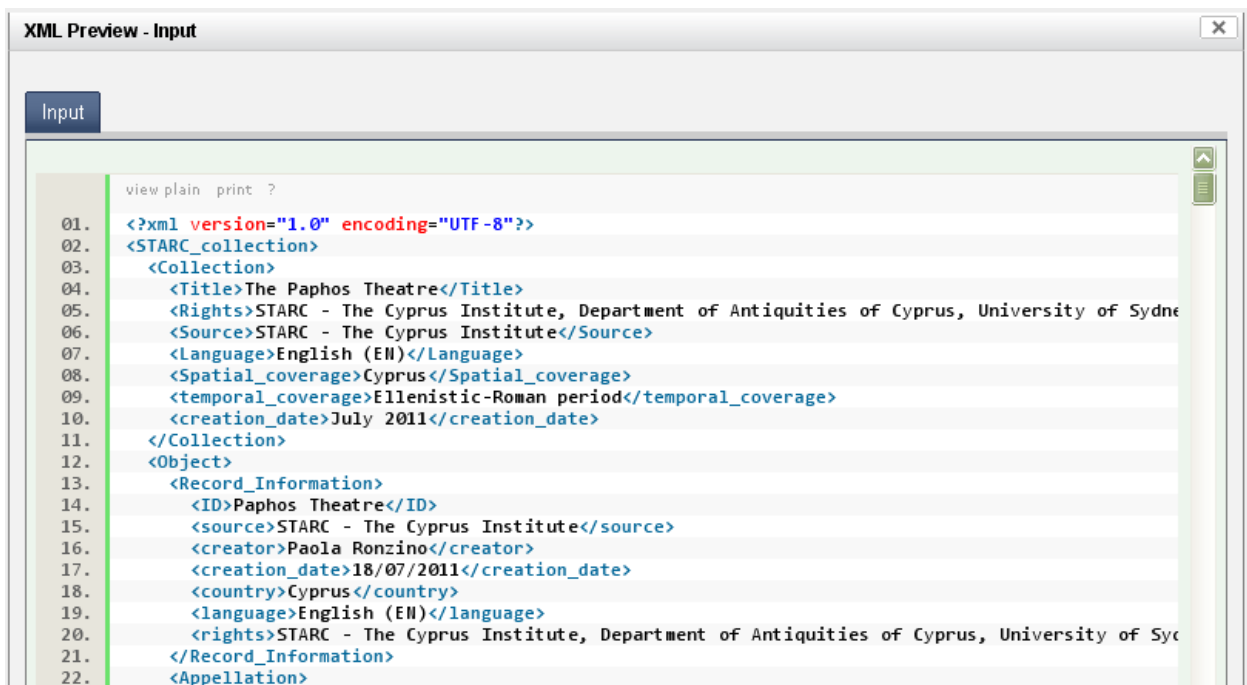 XML Preview - Input
Input
view plain print ?
01. <?xml version="1.0" encoding="UTF-8"?>
02. <STARC_collection>
03. <Collection>
04. <Title>The Paphos Theatre</Title>
05. <Rights>STARC - The Cyprus Institute, Department of Antiquities of Cyprus, University of Sydne
06. <Source>STARC - The Cyprus Institute</Source>
07. <Language>English (EN)</Language>
08. <Spatial_coverage>Cyprus</Spatial_coverage>
09. <temporal_coverage>Ellenistic-Roman period</temporal_coverage>
10. <creation_date>July 2011</creation_date>
11. </Collection>
12. <Object>
13. <Record_Information>
14. <ID>Paphos Theatre</ID>
15. <source>STARC - The Cyprus Institute</source>
16. <creator>Paola Ronzino</creator>
17. <creation_date>18/07/2011</creation_date>
18. <country>Cyprus</country>
19. <language>English (EN)</language>
20. <rights>STARC - The Cyprus Institute, Department of Antiquities of Cyprus, University of Syd
21. </Record_Information>
22. <Appellation>